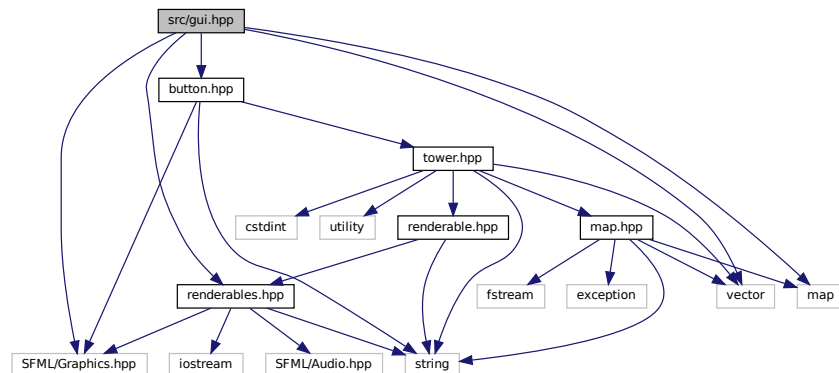 src/gui.hpp
button.hpp
tower.hpp
cstdint
utility
renderable.hpp
map.hpp
renderables.hpp
fstream
exception
vector
map
SFML/Graphics.hpp
iostream
SFML/Audio.hpp
string